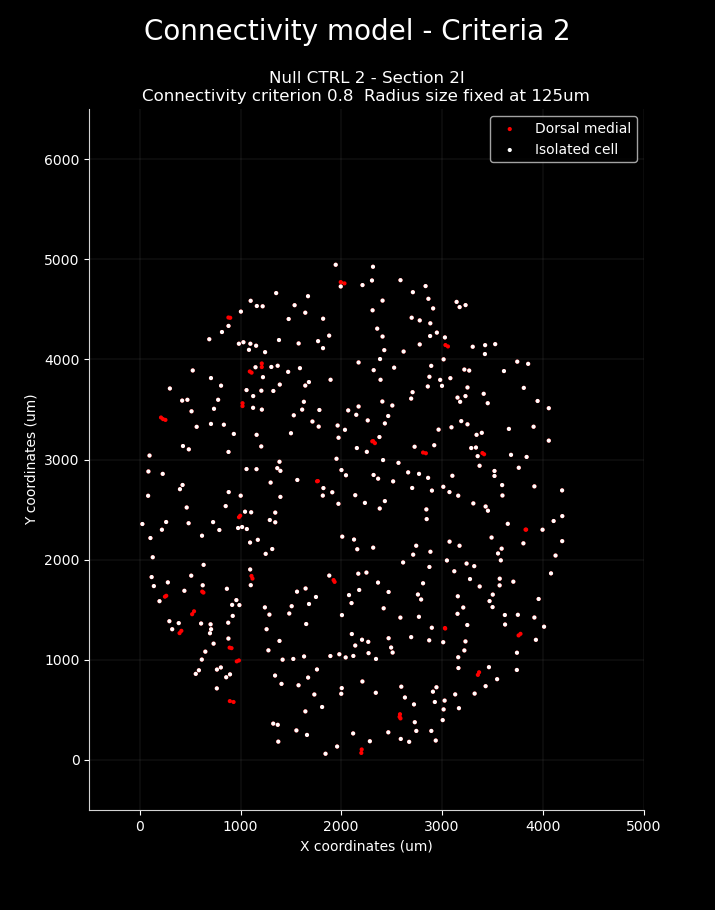 Connectivity model - Criteria 2
Null CTRL 2 - Section 2l
Connectivity criterion 0.8  Radius size fixed at 125um
Dorsal medial
Isolated cell
6000
5000
4000
3000
2000
1000
0
Y coordinates (um)
0 1000 2000 3000 4000 5000
X coordinates (um)